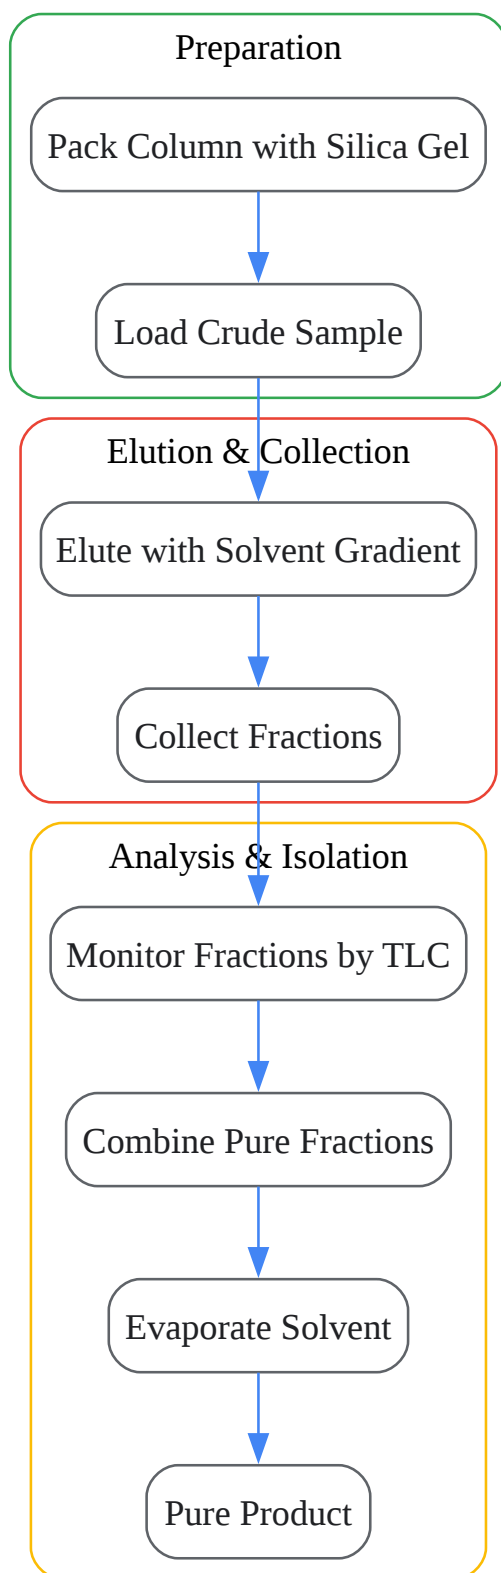 Preparation
Pack Column with Silica Gel
Load Crude Sample
Elution & Collection
Elute with Solvent Gradient
Collect Fractions
Analysis & Isolation
Monitor Fractions by TLC
Combine Pure Fractions
Evaporate Solvent
Pure Product